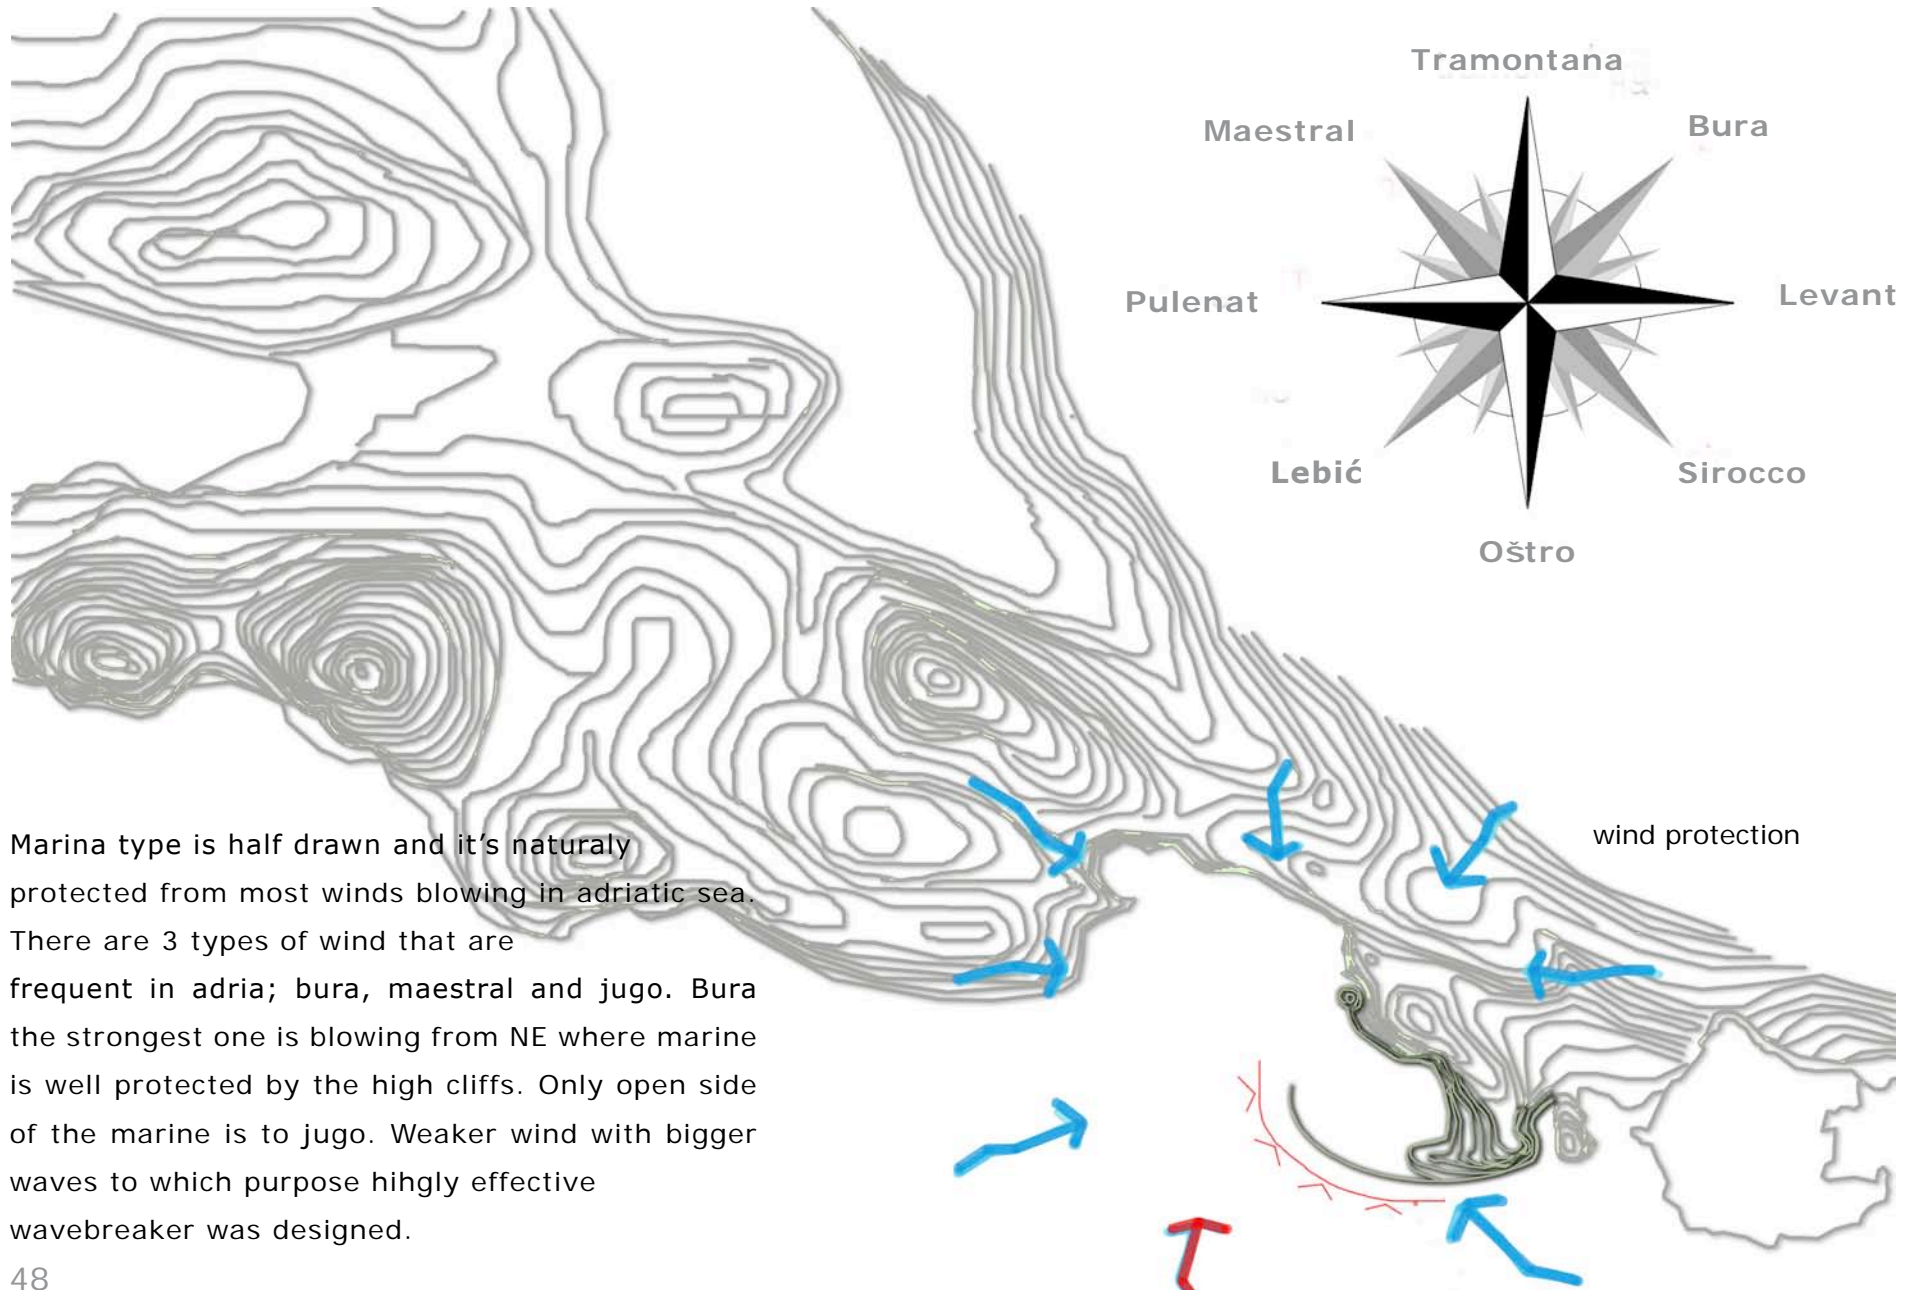 Tramontana
Maestral
Bura
Pulenat
Levant
Lebić
Sirocco
Oštro
wind protection
Marina type is half drawn and it's naturaly
protected from most winds blowing in adriatic sea.
There are 3 types of wind that are
frequent in adria; bura, maestral and jugo. Bura
the strongest one is blowing from NE where marine
is well protected by the high cliffs. Only open side
of the marine is to jugo. Weaker wind with bigger
waves to which purpose hihgly effective
wavebreaker was designed.
48